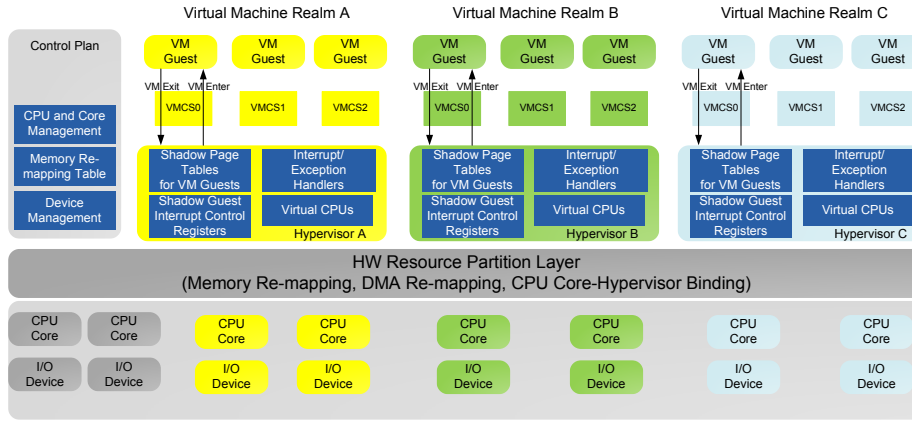 Virtual Machine Realm A
Virtual Machine Realm B
Virtual Machine Realm C
Control Plan
CPU and Core
Management
Memory Re-
mapping Table
Device
Management
VM
Guest
VM
Guest
VM
Guest
VM Exit
VM Enter
VMCS0
VMCS1
VMCS2
Shadow Page
Tables
for VM Guests
Interrupt/
Exception
Handlers
Shadow Guest
Interrupt Control
Registers
Virtual CPUs
Hypervisor A
VM
Guest
VM
Guest
VM
Guest
VM Exit
VM Enter
VMCS0
VMCS1
VMCS2
Shadow Page
Tables
for VM Guests
Interrupt/
Exception
Handlers
Shadow Guest
Interrupt Control
Registers
Virtual CPUs
Hypervisor B
VM
Guest
VM
Guest
VM
Guest
VM Exit
VM Enter
VMCS0
VMCS1
VMCS2
Shadow Page
Tables
for VM Guests
Interrupt/
Exception
Handlers
Shadow Guest
Interrupt Control
Registers
Virtual CPUs
Hypervisor C
HW Resource Partition Layer
(Memory Re-mapping, DMA Re-mapping, CPU Core-Hypervisor Binding)
CPU
Core
CPU
Core
CPU
Core
CPU
Core
CPU
Core
CPU
Core
CPU
Core
CPU
Core
I/O
Device
I/O
Device
I/O
Device
I/O
Device
I/O
Device
I/O
Device
I/O
Device
I/O
Device